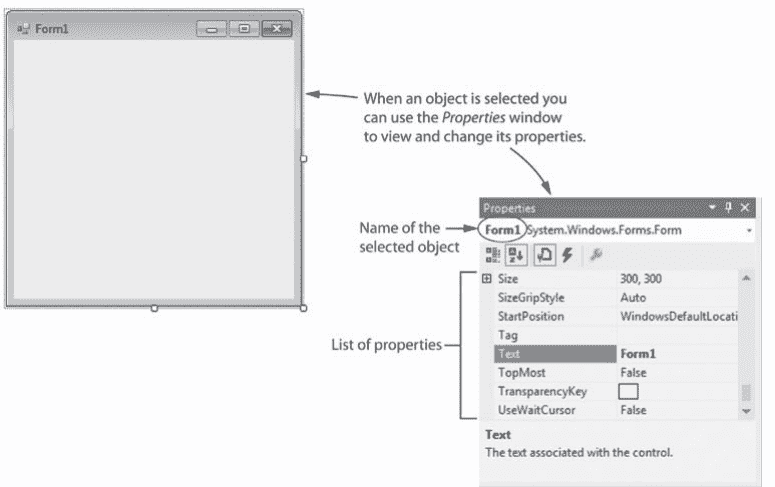 Form1
When an object is selected you
can use the Properties window
to view and change its properties.
Properties
Name of the
selected object
Form1 System.Windows.Forms.Form
Size 300, 300
SizeGripStyle Auto
StartPosition WindowsDefaultLocati
Tag
List of properties
Text Form1
TopMost False
TransparencyKey
UseWaitCursor False
Text
The text associated with the control.